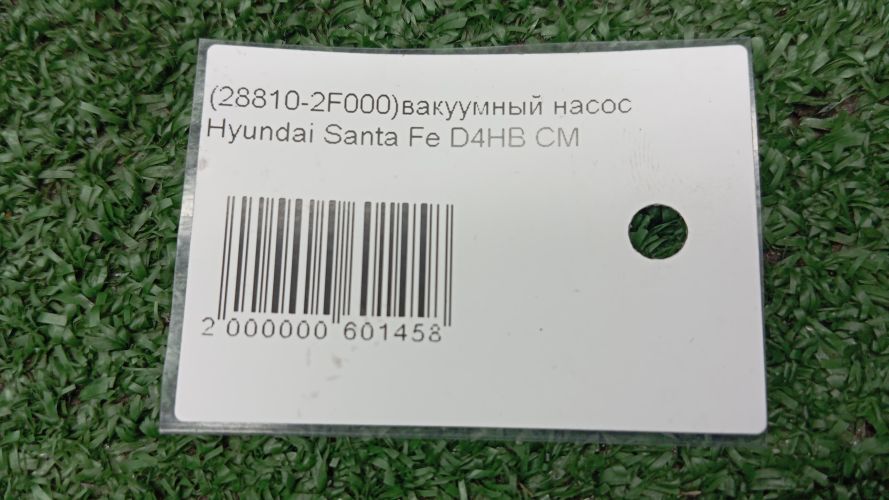 (28810-2F000)вакуумный насос
Hyundai Santa Fe D4HB CM
2 000000 601458